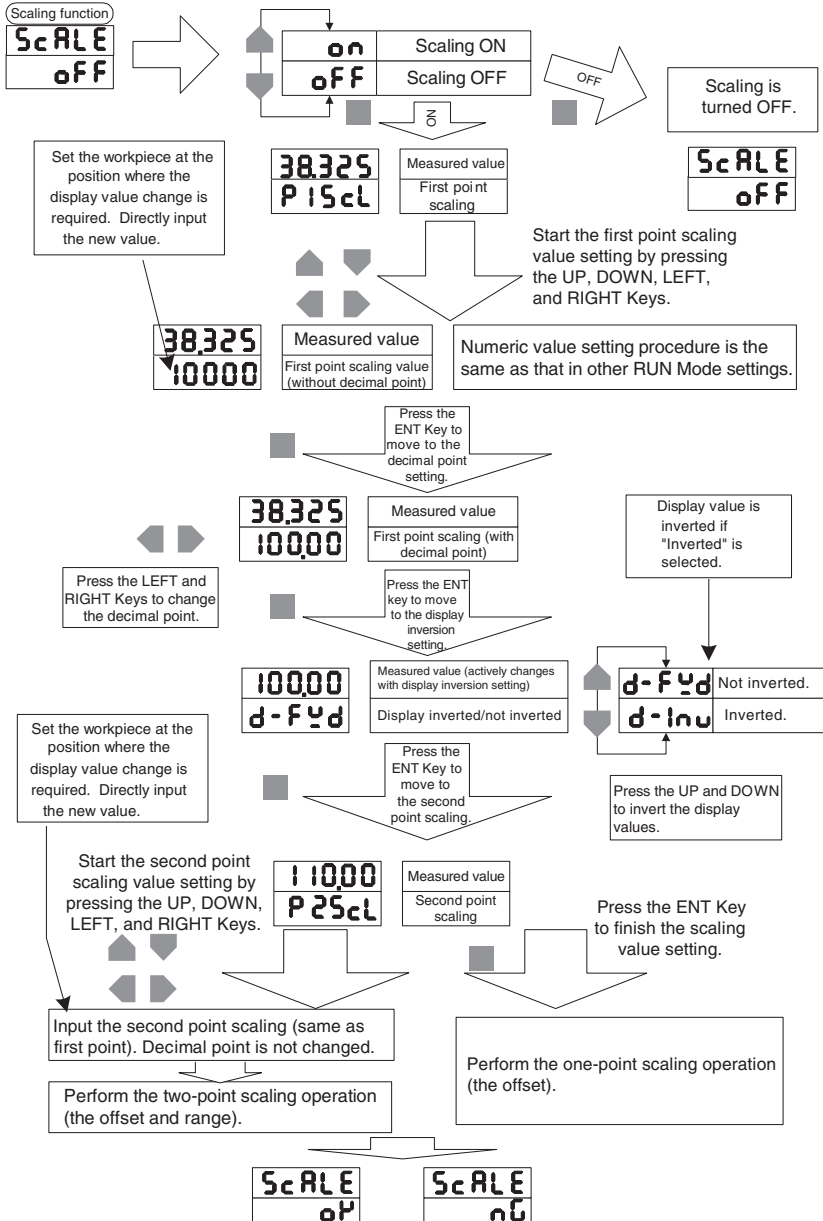 Scaling function
ScALE
oFF
on
Scaling ON
oFF
Scaling OFF
OFF
ON
Scaling is
turned OFF.
ScALE
oFF
Set the workpiece at the
position where the
display value change is
required. Directly input
the new value.
38.325
Measured value
P1ScL
First point
scaling
Start the first point scaling
value setting by pressing
the UP, DOWN, LEFT,
and RIGHT Keys.
38.325
Measured value
10000
First point scaling value
(without decimal point)
Numeric value setting procedure is the
same as that in other RUN Mode settings.
Press the
ENT Key to
move to the
decimal point
setting.
38.325
Measured value
100.00
First point scaling (with
decimal point)
Press the LEFT and
RIGHT Keys to change
the decimal point.
Display value is
inverted if
"Inverted" is
selected.
Press the ENT
key to move
to the display
inversion
setting.
100.00
Measured value (actively changes
with display inversion setting)
d-Fwd
Display inverted/not inverted
d-Fwd
Not inverted.
d-Inv
Inverted.
Press the UP and DOWN
to invert the display
values.
Set the workpiece at the
position where the
display value change is
required. Directly input
the new value.
Press the
ENT Key to
move to
the second
point scaling.
Start the second point
scaling value setting by
pressing the UP, DOWN,
LEFT, and RIGHT Keys.
110.00
Measured value
P2ScL
Second point
scaling
Press the ENT Key
to finish the scaling
value setting.
Input the second point scaling (same as
first point). Decimal point is not changed.
Perform the two-point scaling operation
(the offset and range).
Perform the one-point scaling operation
(the offset).
ScALE
oK
ScALE
nG